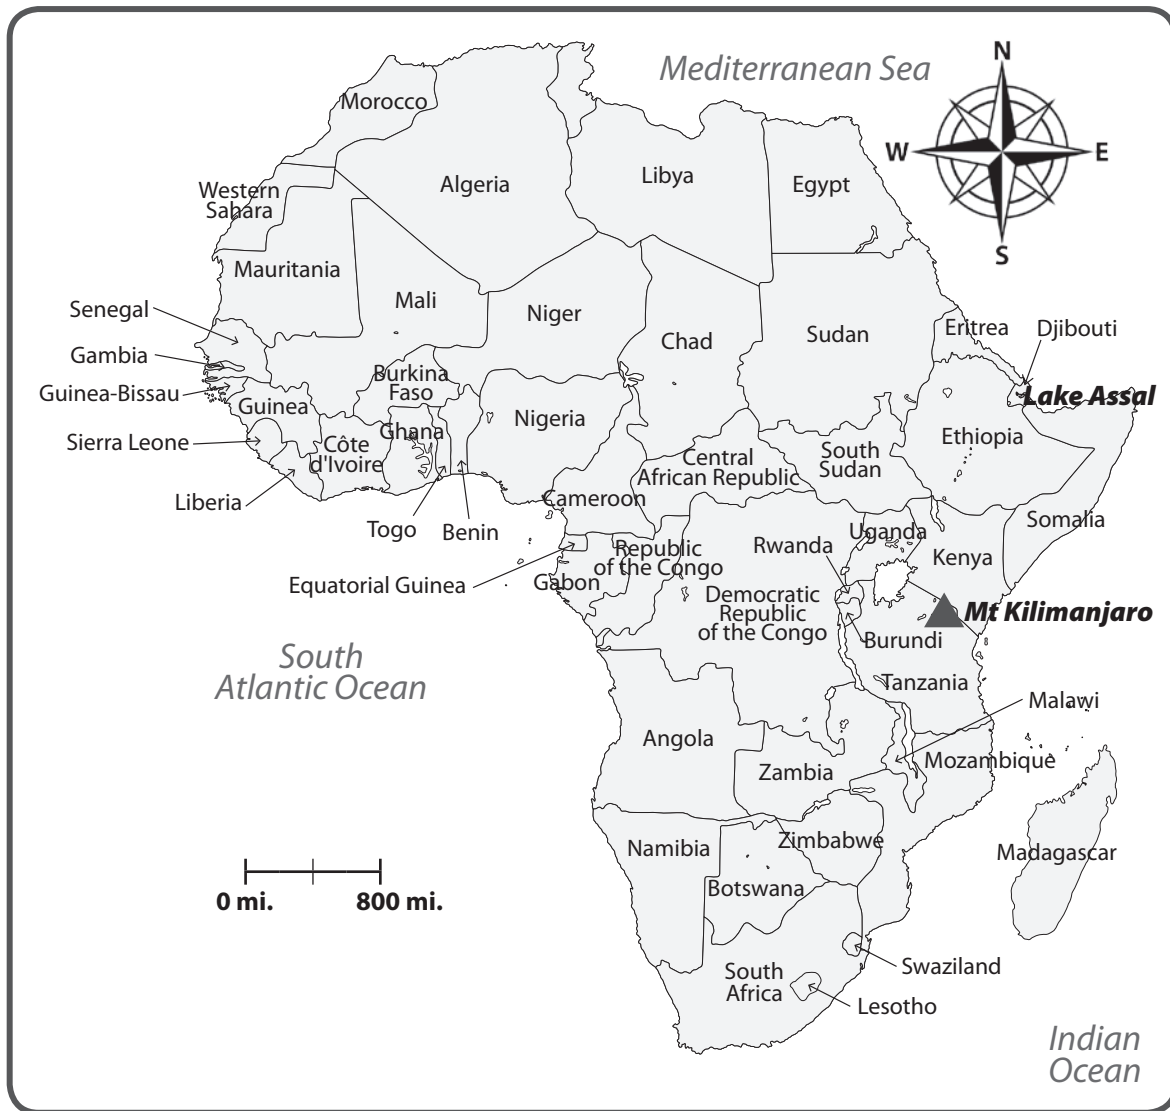 Mediterranean Sea
N
W
E
S
Morocco
Algeria
Libya
Egypt
Western
Sahara
Mauritania
Mali
Niger
Chad
Sudan
Eritrea
Djibouti
Senegal
Gambia
Guinea-Bissau
Sierra Leone
Liberia
Guinea
Burkina
Faso
Ghana
Côte
d'Ivoire
Togo
Benin
Nigeria
Cameroon
Central
African Republic
South
Sudan
Ethiopia
Lake Assal
Somalia
Equatorial Guinea
Gabon
Republic
of the Congo
Democratic
Republic
of the Congo
Rwanda
Uganda
Kenya
Mt Kilimanjaro
Burundi
Tanzania
Malawi
South
Atlantic Ocean
Angola
Zambia
Mozambique
Namibia
Zimbabwe
Botswana
Madagascar
0 mi.
800 mi.
South
Africa
Swaziland
Lesotho
Indian
Ocean